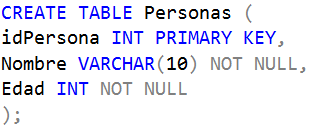 CREATE TABLE Personas (
idPersona INT PRIMARY KEY,
Nombre VARCHAR(10) NOT NULL,
Edad INT NOT NULL
);